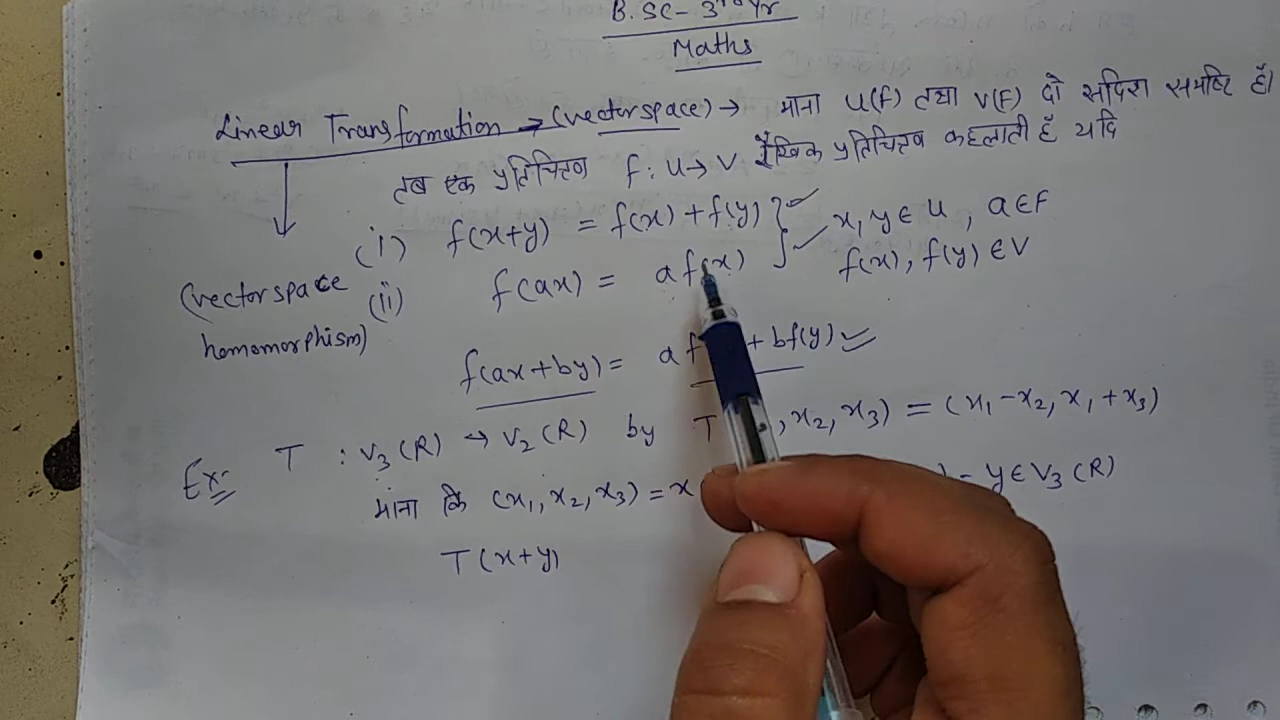 B.SC- 3rd Yr
Maths
Linear Transformation → (vectorspace) → माना U(F) तथा V(F) दो सदिश समष्टि हैं।
तब एक प्रतिचित्रण f: U→V रैखिक प्रतिचित्रण कहलाती हैं यदि
(i) f(x+y) = f(x)+f(y) } x, y ∈ U , a ∈ F
(ii) f(ax) = a f(x) } f(x), f(y) ∈ V
(vectorspace
homomorphism)
f(ax+by) = a f + bf(y)
Ex:- T : V₃(R) → V₂(R) by T , x₂, x₃) = (x₁-x₂, x₁+x₃)
माना कि (x₁, x₂, x₃) = x ) = y ∈ V₃(R)
T(x+y)